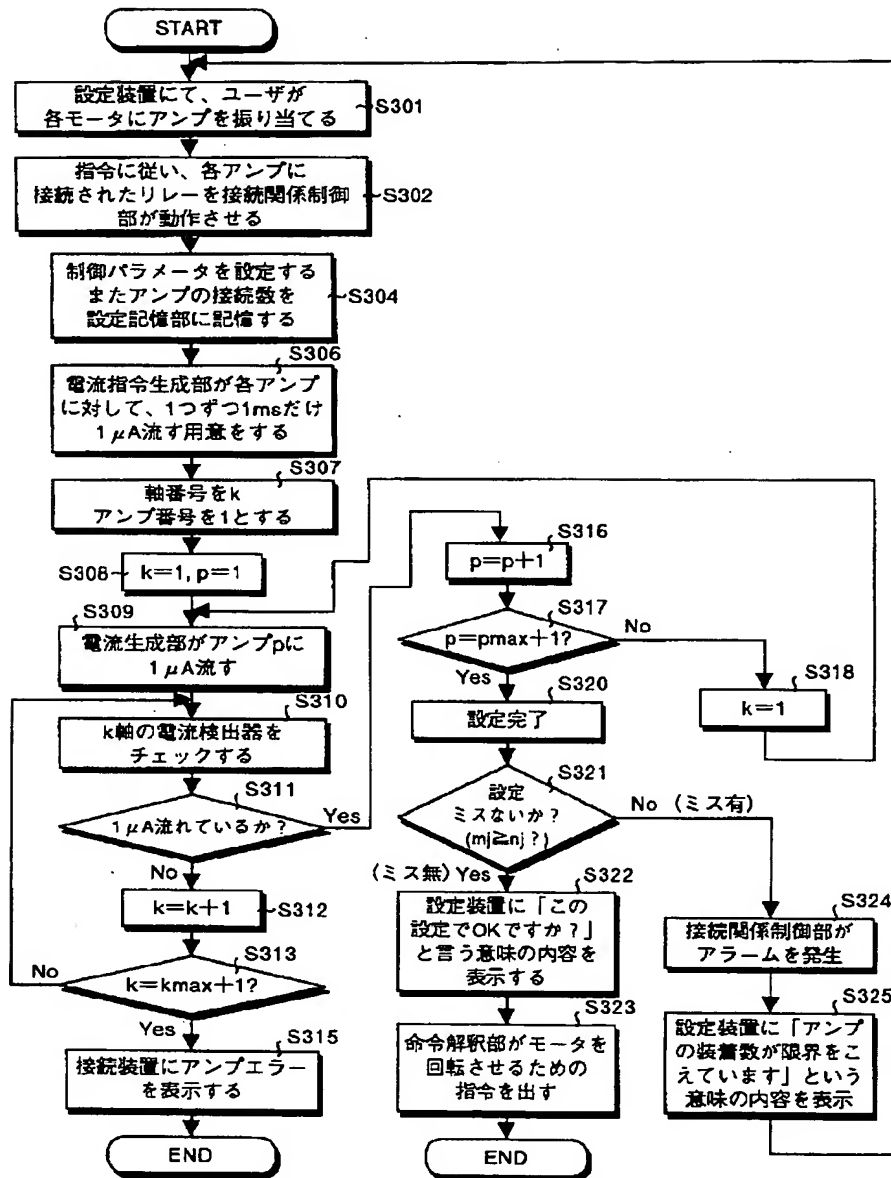 START
設定装置にて、ユーザが
各モータにアンプを振り当てる
S301
指令に従い、各アンプに
接続されたリレーを接続関係制御
部が動作させる
S302
制御パラメータを設定する
またアンプの接続数を
設定記憶部に記憶する
S304
S306
電流指令生成部が各アンプ
に対して、1つずつ1msだけ
1μA流す用意をする
S307
軸番号をk
アンプ番号を1とする
S308
k=1, p=1
S309
電流生成部がアンプpに
1μA流す
S310
k軸の電流検出器を
チェックする
S311
1μA流れているか?
Yes
No
k=k+1
S312
S313
k=kmax+1?
No
Yes
S315
接続装置にアンプエラー
を表示する
END
S316
p=p+1
S317
p=pmax+1?
No
Yes
S318
k=1
S320
設定完了
S321
設定
ミスないか?
(mj≧nj?)
No (ミス有)
(ミス無) Yes
S322
設定装置に「この
設定でOKですか?」
と言う意味の内容を
表示する
S323
命令解釈部がモータを
回転させるための
指令を出す
END
S324
接続関係制御部が
アラームを発生
S325
設定装置に「アンプ
の装着数が限界をこ
えています」という
意味の内容を表示